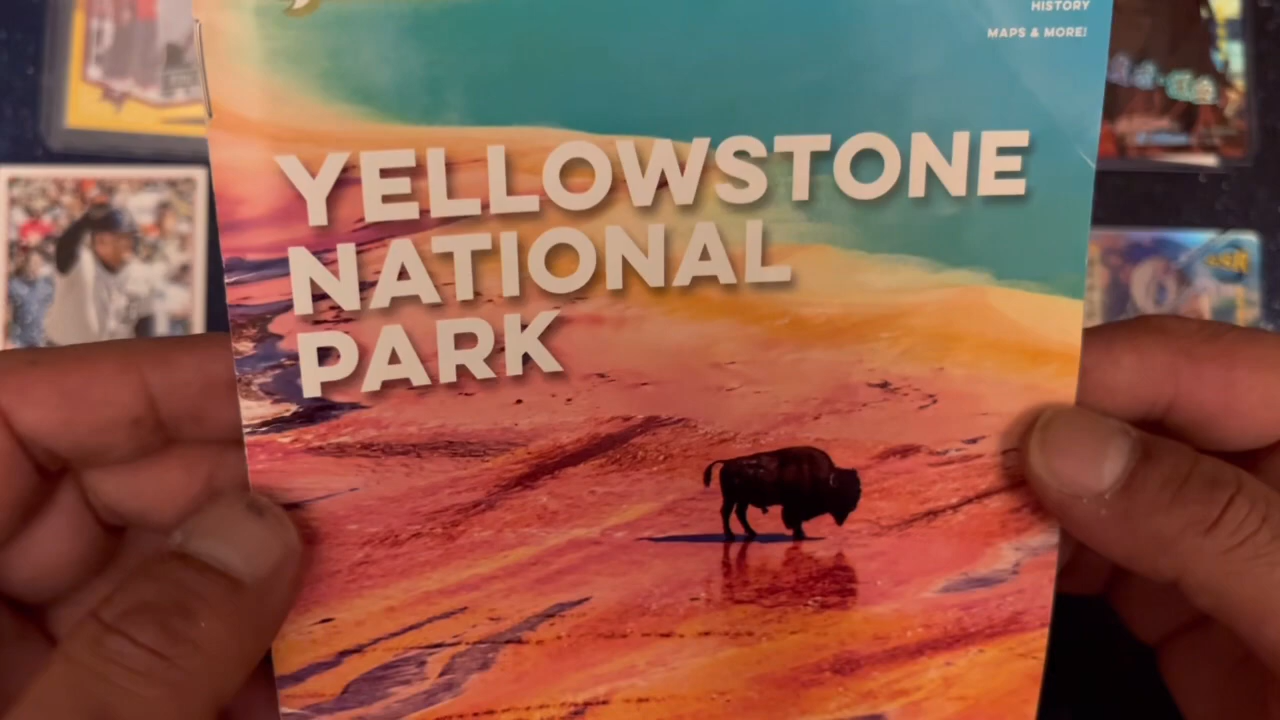 HISTORY
MAPS & MORE!
YELLOWSTONE
NATIONAL
PARK